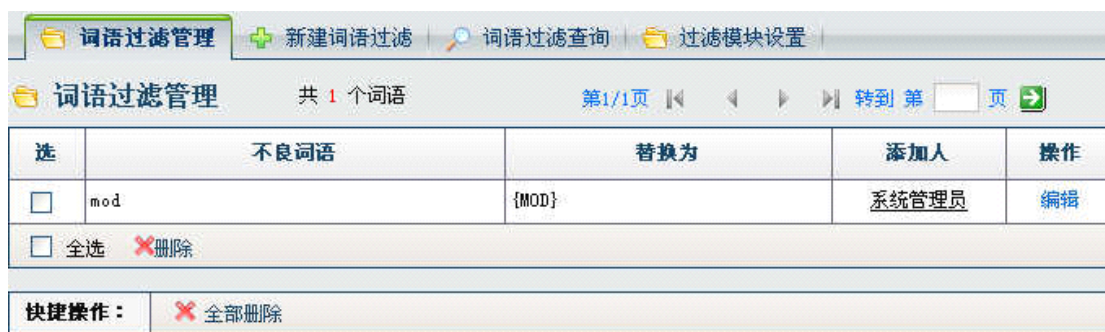 词语过滤管理 新建词语过滤 词语过滤查询 过滤模块设置
词语过滤管理 共 1 个词语 第1/1页 转到 第 页
选 不良词语 替换为 添加人 操作
mod {MOD} 系统管理员 编辑
全选 删除
快捷操作： 全部删除